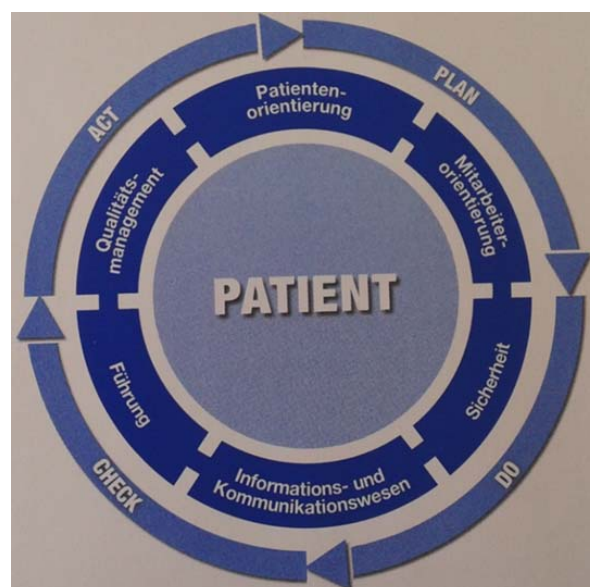 ACT
PLAN
Patienten-
orientierung
Qualitäts-
management
Mitarbeiter-
orientierung
PATIENT
Führung
Sicherheit
Informations- und
Kommunikationswesen
CHECK
DO